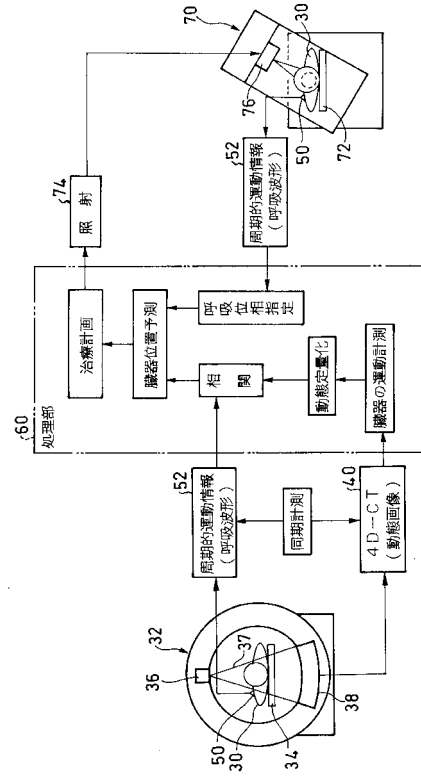 32
36
37
50
30
34
38
周期的運動情報
(呼吸波形)
52
同期計測
4D-CT
(動態画像)
40
60
処理部
治療計画
臓器位置予測
相関
動態定量化
臓器の運動計測
呼吸位相指定
照射
74
周期的運動情報
(呼吸波形)
52
70
76
50
30
72